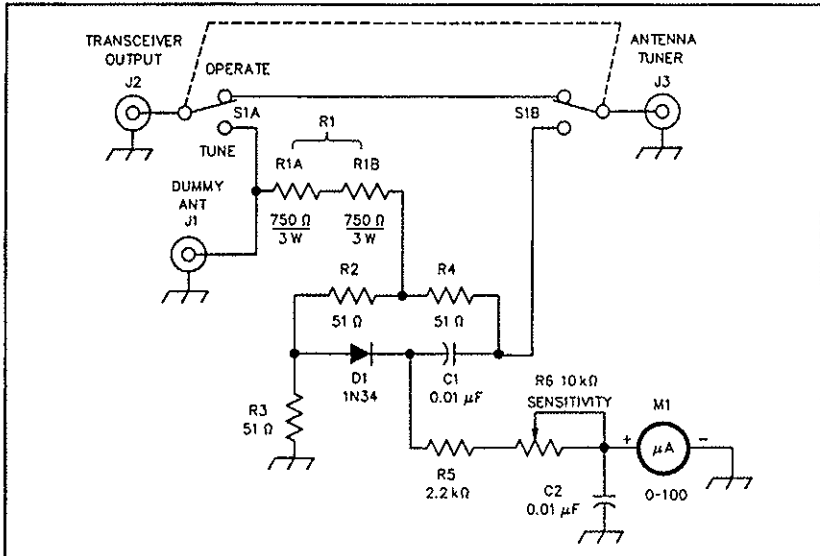 TRANSCEIVER
OUTPUT
J2
OPERATE
S1A
TUNE
ANTENNA
TUNER
J3
S1B
R1
R1A
R1B
750 Ω
3 W
750 Ω
3 W
DUMMY
ANT
J1
R2
51 Ω
R4
51 Ω
D1
1N34
C1
0.01 µF
R3
51 Ω
R6 10 kΩ
SENSITIVITY
R5
2.2 kΩ
C2
0.01 µF
M1
+
µA
-
0-100